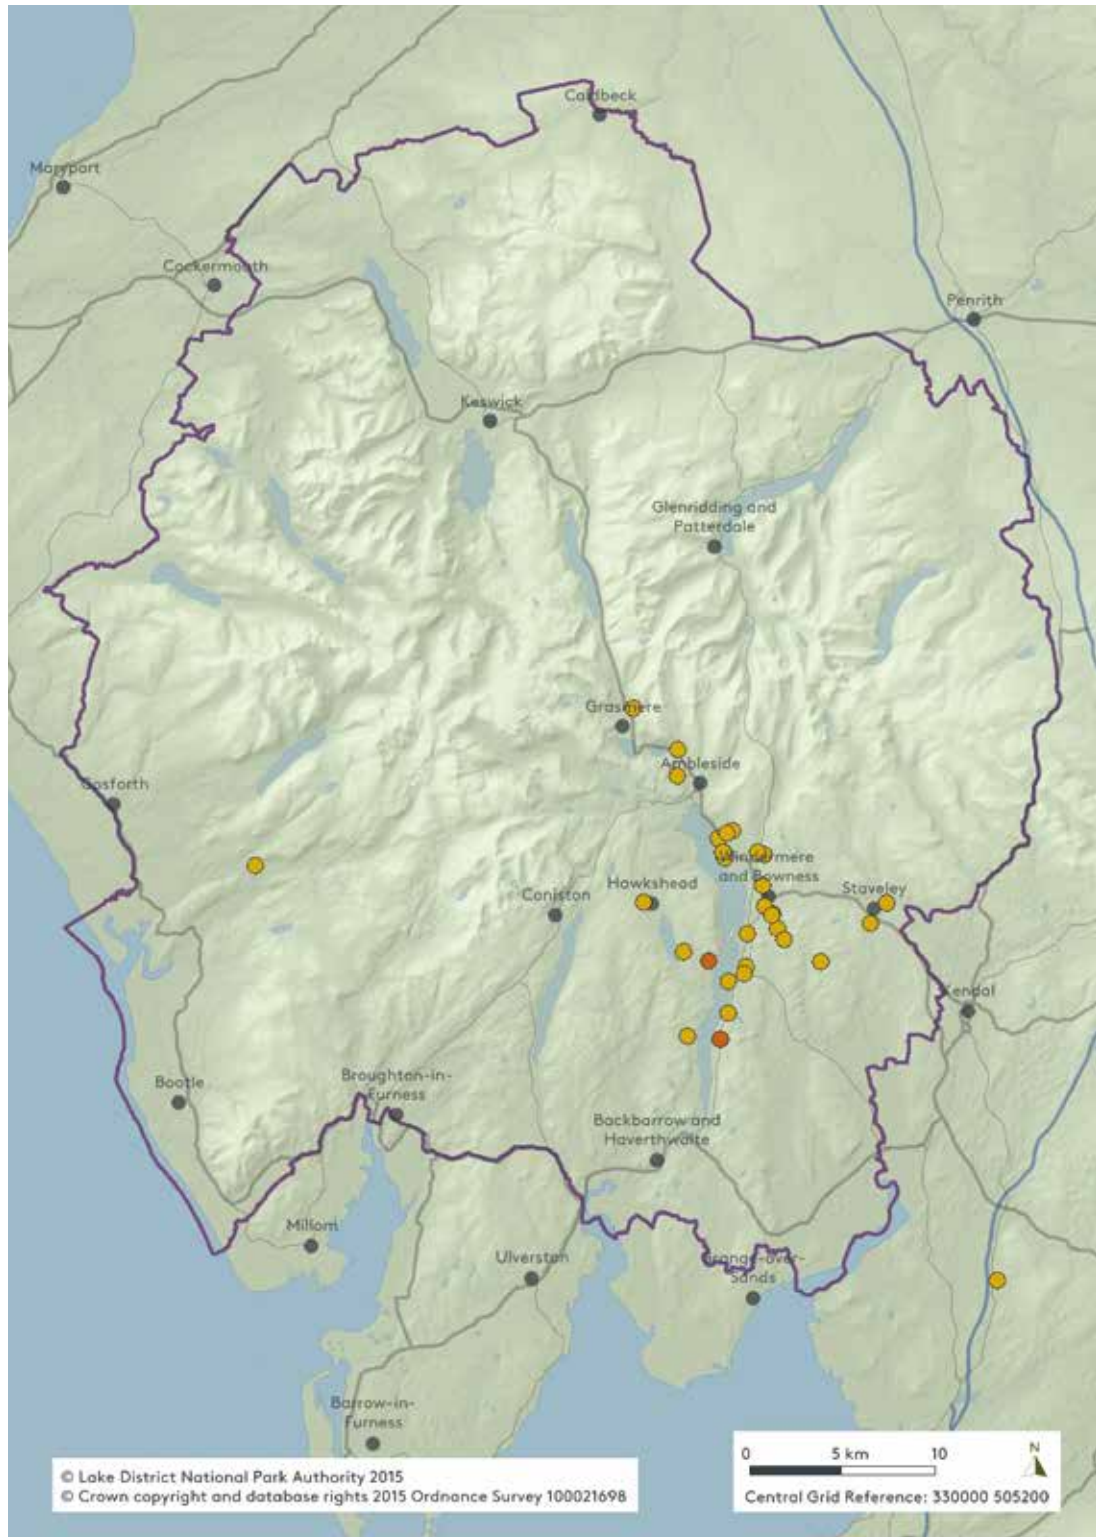 Caldbeck
Maryport
Cockermouth
Penrith
Keswick
Glenridding and
Patterdale
Grasmere
Ambleside
Gosforth
Windermere
and Bowness
Hawkshead
Staveley
Coniston
Kendal
Bootle
Broughton-in-
Furness
Backbarrow and
Haverthwaite
Millom
Ulverston
Grange-over-
Sands
Barrow-in-
Furness
0 5 km 10
N
Central Grid Reference: 330000 505200
© Lake District National Park Authority 2015
© Crown copyright and database rights 2015 Ordnance Survey 100021698